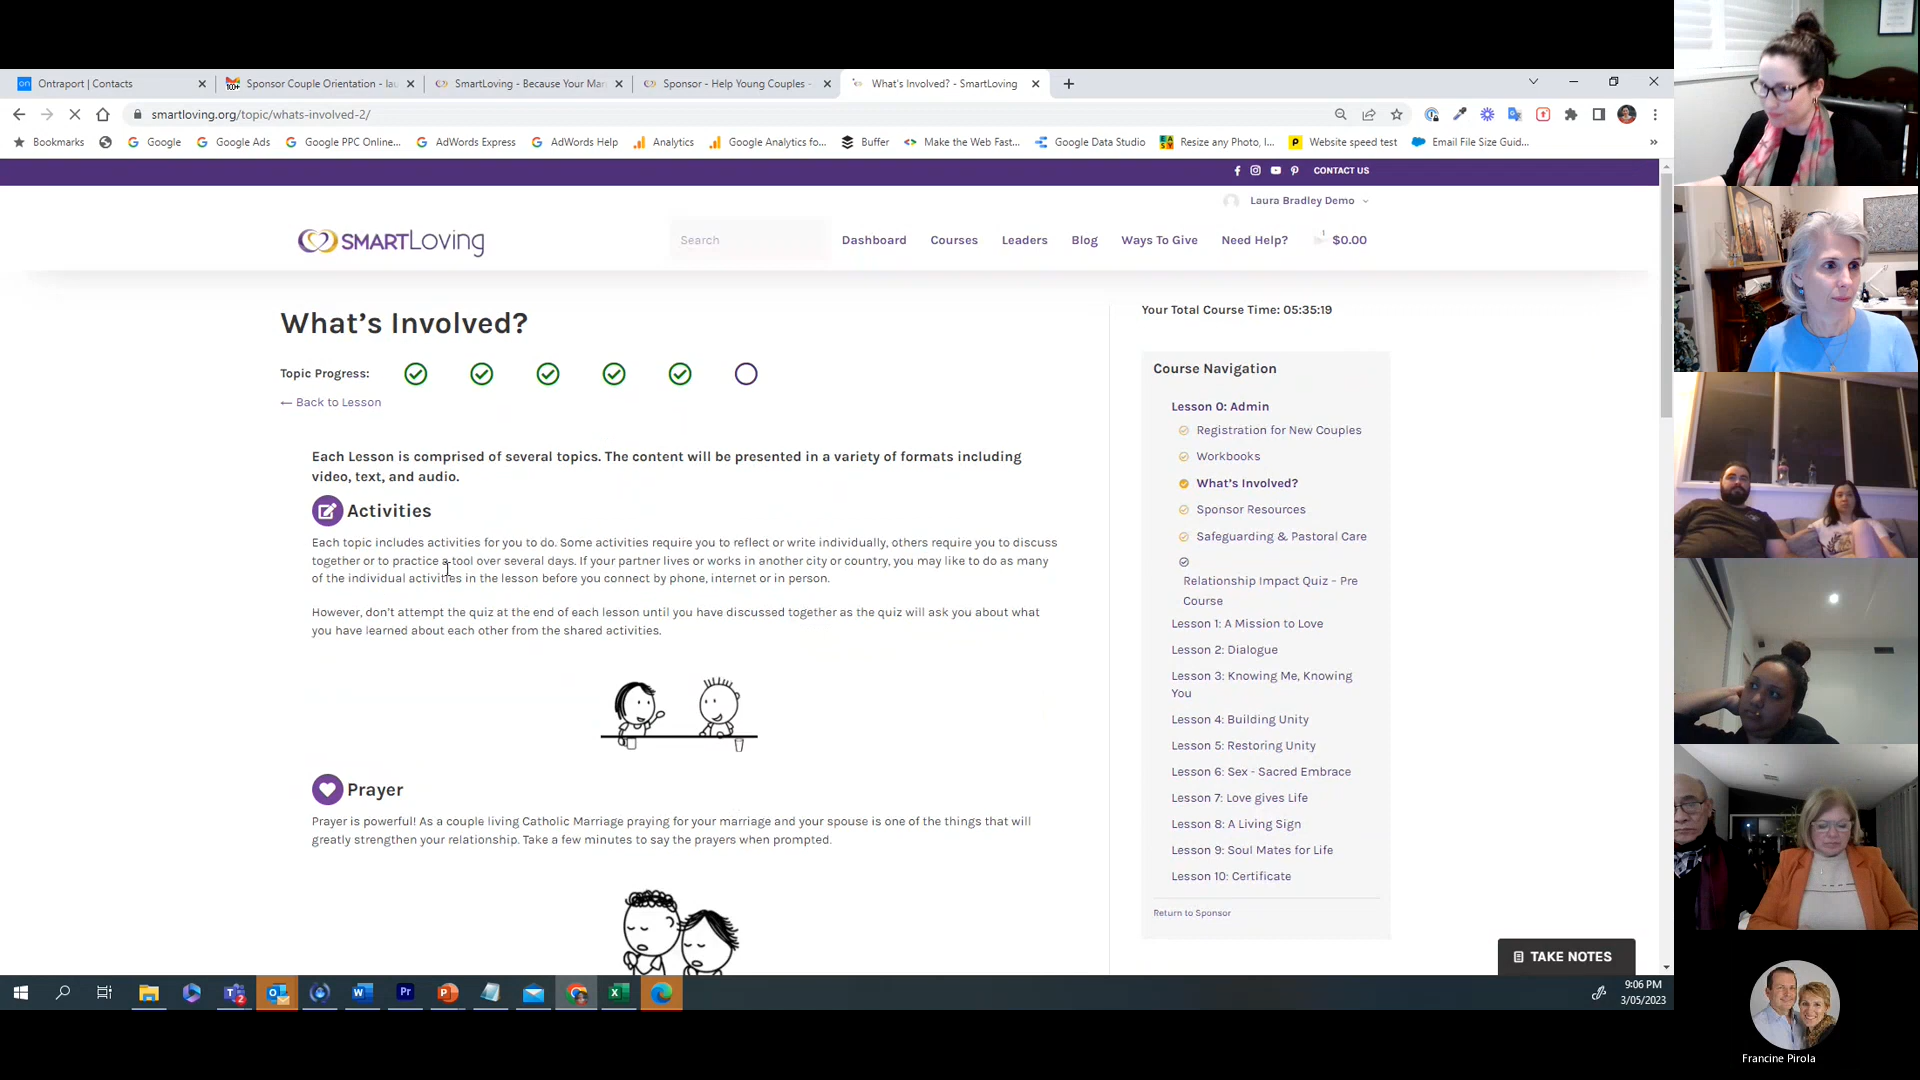 Ontraport | Contacts
Sponsor Couple Orientation - lau
SmartLoving - Because Your Mar
Sponsor - Help Young Couples -
What's Involved? - SmartLoving
smartloving.org/topic/whats-involved-2/
Bookmarks
Google
Google Ads
Google PPC Online...
AdWords Express
AdWords Help
Analytics
Google Analytics fo...
Buffer
Make the Web Fast...
Google Data Studio
Resize any Photo, I...
Website speed test
Email File Size Guid...
CONTACT US
Laura Bradley Demo
SMARTLoving
Search
Dashboard
Courses
Leaders
Blog
Ways To Give
Need Help?
1
$0.00
What's Involved?
Topic Progress:
← Back to Lesson
Each Lesson is comprised of several topics. The content will be presented in a variety of formats including
video, text, and audio.
Activities
Each topic includes activities for you to do. Some activities require you to reflect or write individually, others require you to discuss
together or to practice a tool over several days. If your partner lives or works in another city or country, you may like to do as many
of the individual activities in the lesson before you connect by phone, internet or in person.
However, don't attempt the quiz at the end of each lesson until you have discussed together as the quiz will ask you about what
you have learned about each other from the shared activities.
Prayer
Prayer is powerful! As a couple living Catholic Marriage praying for your marriage and your spouse is one of the things that will
greatly strengthen your relationship. Take a few minutes to say the prayers when prompted.
Your Total Course Time: 05:35:19
Course Navigation
Lesson 0: Admin
Registration for New Couples
Workbooks
What's Involved?
Sponsor Resources
Safeguarding & Pastoral Care
Relationship Impact Quiz - Pre
Course
Lesson 1: A Mission to Love
Lesson 2: Dialogue
Lesson 3: Knowing Me, Knowing
You
Lesson 4: Building Unity
Lesson 5: Restoring Unity
Lesson 6: Sex - Sacred Embrace
Lesson 7: Love gives Life
Lesson 8: A Living Sign
Lesson 9: Soul Mates for Life
Lesson 10: Certificate
Return to Sponsor
TAKE NOTES
9:06 PM
3/05/2023
Francine Pirola